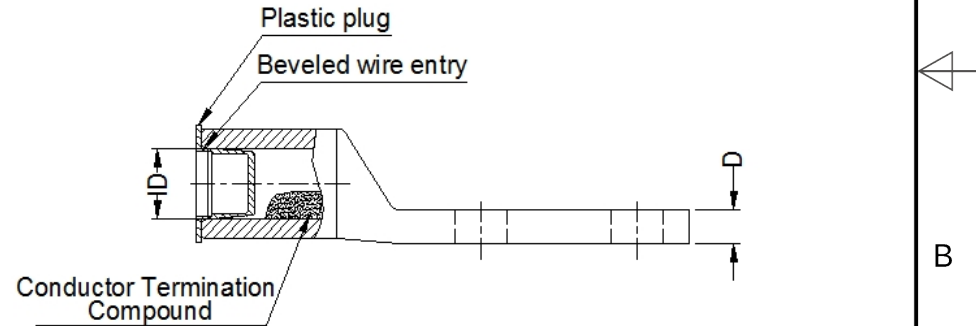 Plastic plug
Beveled wire entry
ID
D
B
Conductor Termination
Compound